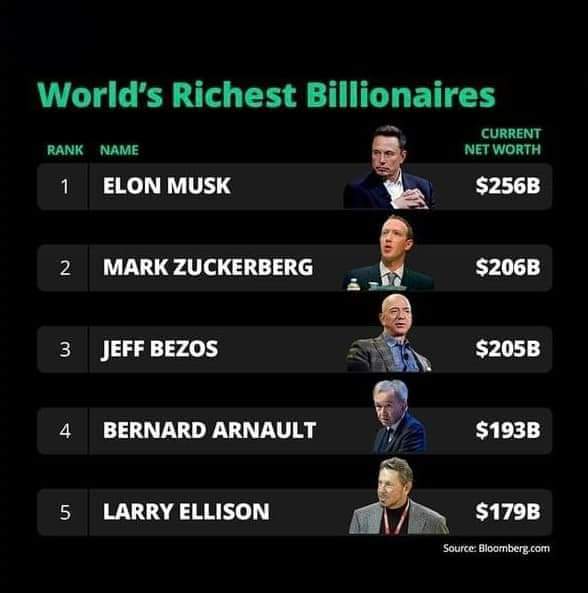 World's Richest Billionaires
RANK NAME CURRENT
NET WORTH
1 ELON MUSK $256B
2 MARK ZUCKERBERG $206B
3 JEFF BEZOS $205B
4 BERNARD ARNAULT $193B
5 LARRY ELLISON $179B
Source: Bloomberg.com